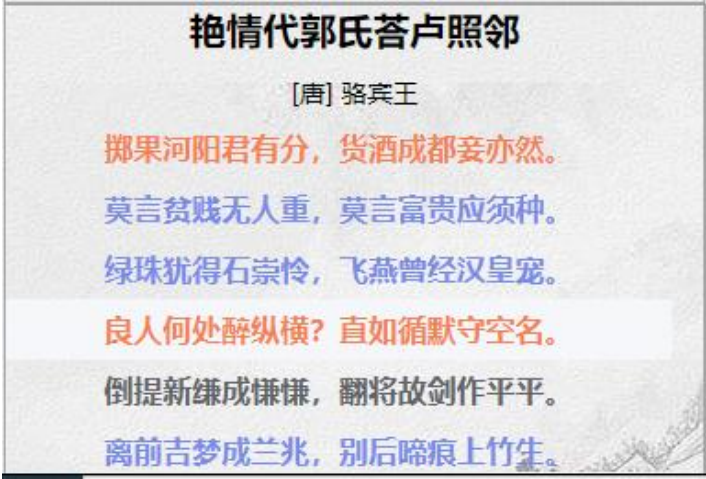 艳情代郭氏荅卢照邻
[唐] 骆宾王
掷果河阳君有分，货酒成都妾亦然。
莫言贫贱无人重，莫言富贵应须种。
绿珠犹得石崇怜，飞燕曾经汉皇宠。
良人何处醉纵横？直如循默守空名。
倒提新缣成慊慊，翻将故剑作平平。
离前吉梦成兰兆，别后啼痕上竹生。